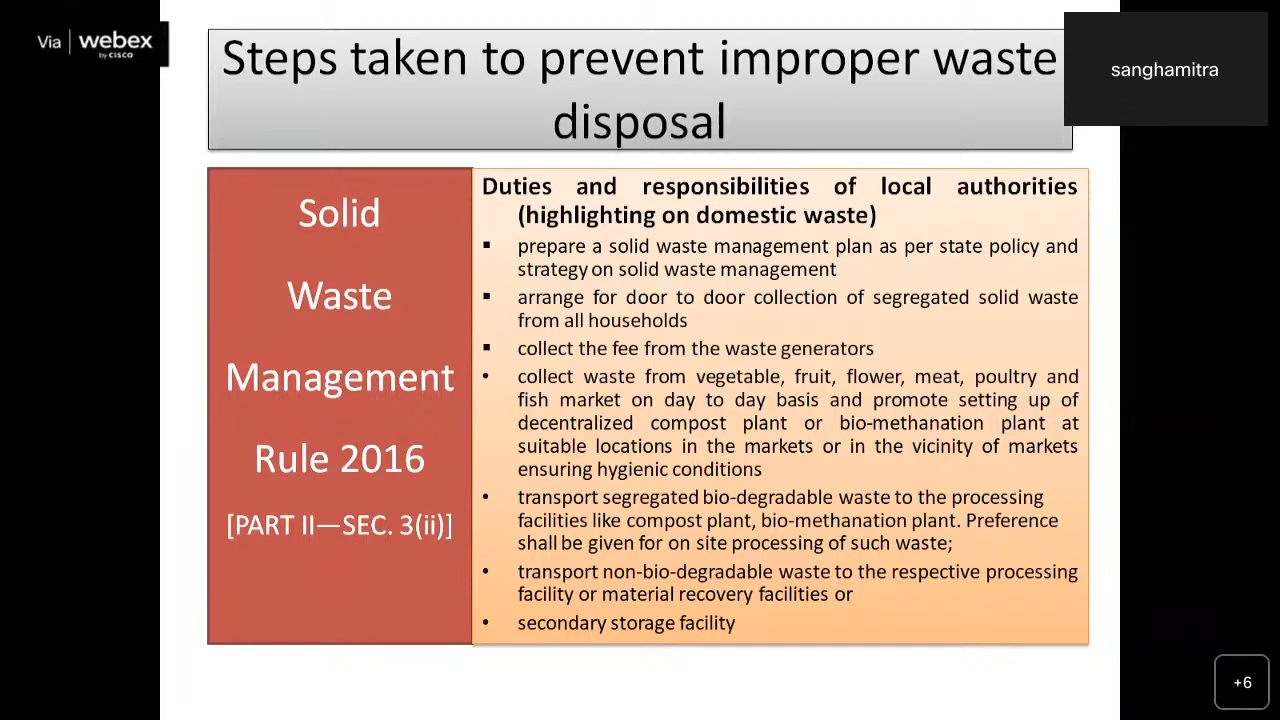 Via webex
by CISCO
sanghamitra
Steps taken to prevent improper waste
disposal
Solid
Waste
Management
Rule 2016
[PART II—SEC. 3(ii)]
Duties and responsibilities of local authorities
(highlighting on domestic waste)
▪ prepare a solid waste management plan as per state policy and
strategy on solid waste management
▪ arrange for door to door collection of segregated solid waste
from all households
▪ collect the fee from the waste generators
• collect waste from vegetable, fruit, flower, meat, poultry and
fish market on day to day basis and promote setting up of
decentralized compost plant or bio-methanation plant at
suitable locations in the markets or in the vicinity of markets
ensuring hygienic conditions
• transport segregated bio-degradable waste to the processing
facilities like compost plant, bio-methanation plant. Preference
shall be given for on site processing of such waste;
• transport non-bio-degradable waste to the respective processing
facility or material recovery facilities or
• secondary storage facility
+6